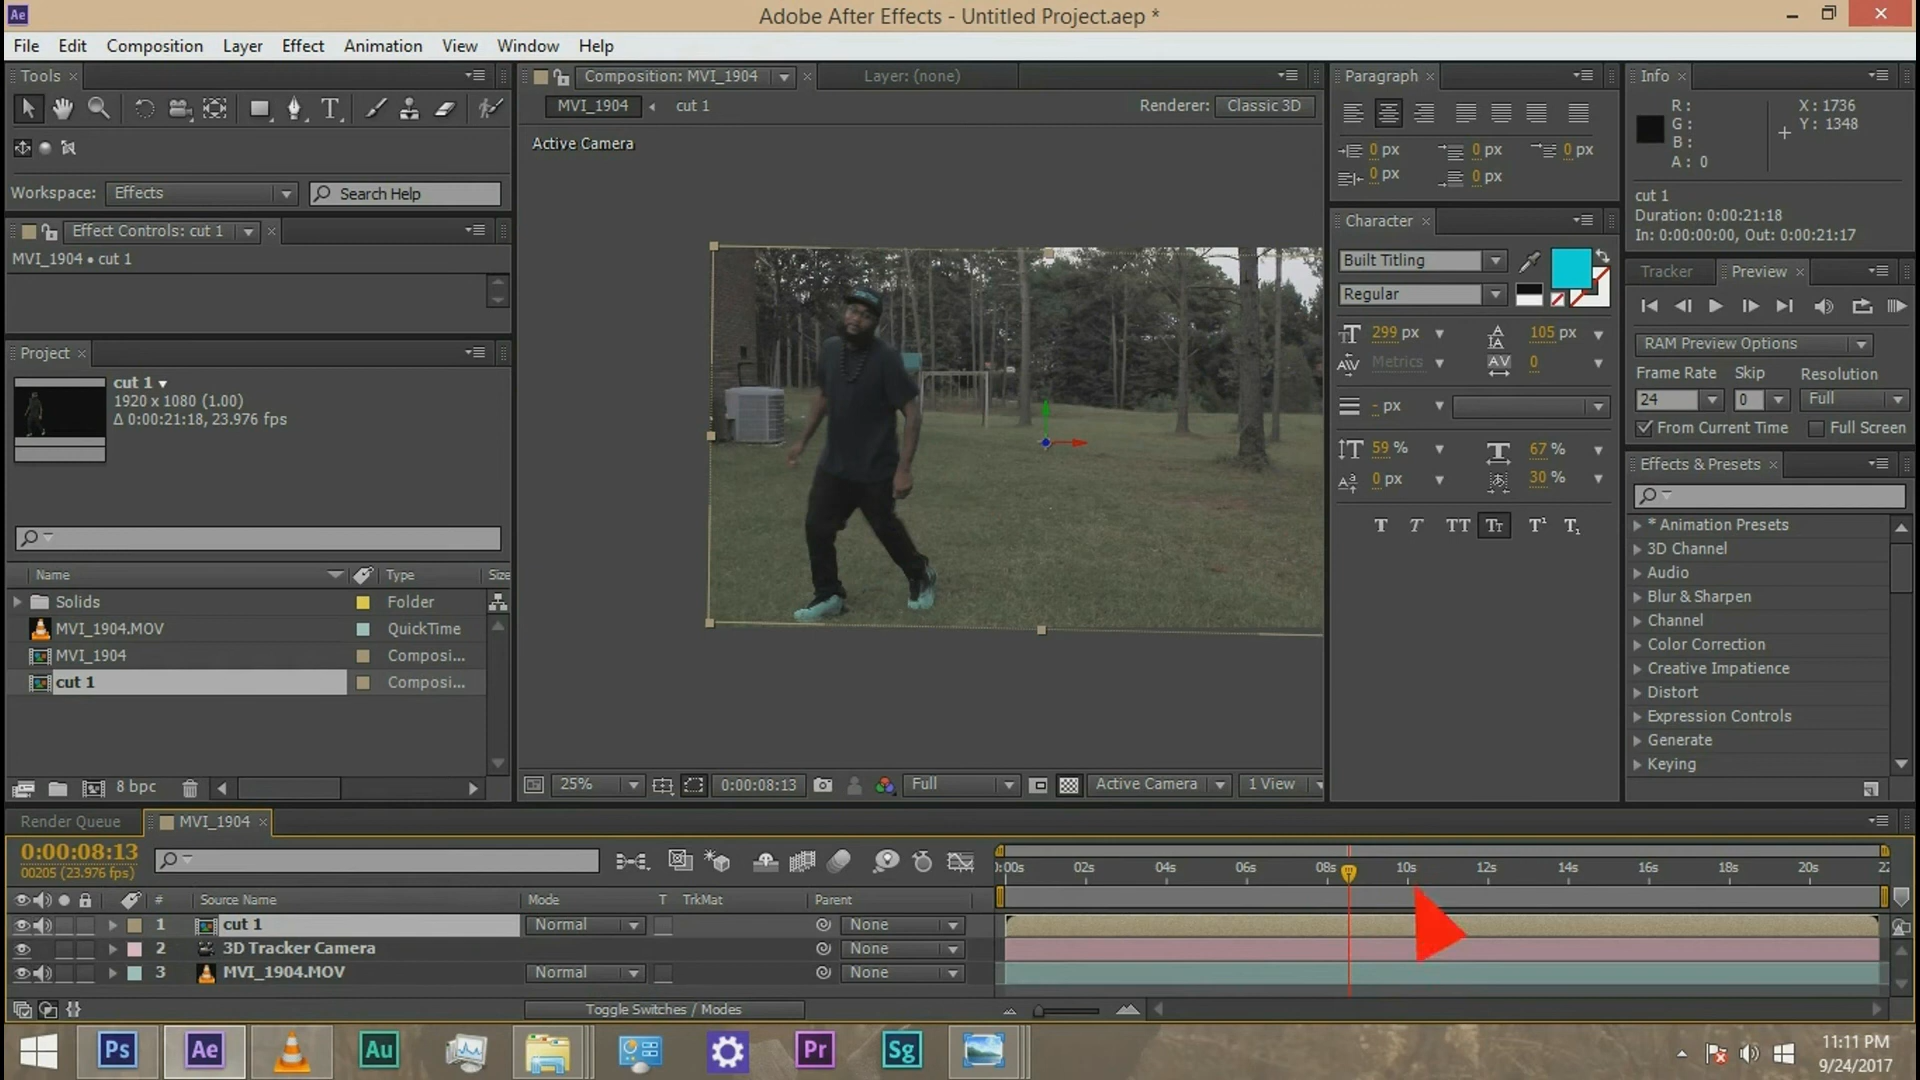 Ae
Adobe After Effects - Untitled Project.aep *
File Edit Composition Layer Effect Animation View Window Help
Tools
Workspace: Effects
Search Help
Effect Controls: cut 1
MVI_1904 • cut 1
Project
cut 1
1920 x 1080 (1.00)
Δ 0:00:21:18, 23.976 fps
Name Type Size
Solids Folder
MVI_1904.MOV QuickTime
MVI_1904 Composi...
cut 1 Composi...
8 bpc
Composition: MVI_1904
Layer: (none)
MVI_1904 cut 1
Renderer: Classic 3D
Active Camera
25% 0:00:08:13 Full Active Camera 1 View
Paragraph
0 px 0 px 0 px
0 px 0 px
Character
Built Titling
Regular
299 px 105 px
Metrics 0
- px
59 % 67 %
0 px 30 %
T T TT Tt T¹ T₁
Info
R : X : 1736
G : Y : 1348
B :
A : 0
cut 1
Duration: 0:00:21:18
In: 0:00:00:00, Out: 0:00:21:17
Tracker Preview
RAM Preview Options
Frame Rate Skip Resolution
24 0 Full
From Current Time Full Screen
Effects & Presets
* Animation Presets
3D Channel
Audio
Blur & Sharpen
Channel
Color Correction
Creative Impatience
Distort
Expression Controls
Generate
Keying
Render Queue MVI_1904
0:00:08:13
00205 (23.976 fps)
):00s 02s 04s 06s 08s 10s 12s 14s 16s 18s 20s 22
# Source Name Mode T TrkMat Parent
1 cut 1 Normal None
2 3D Tracker Camera None
3 MVI_1904.MOV Normal None
Toggle Switches / Modes
Ps Ae Au Pr Sg
11:11 PM
9/24/2017